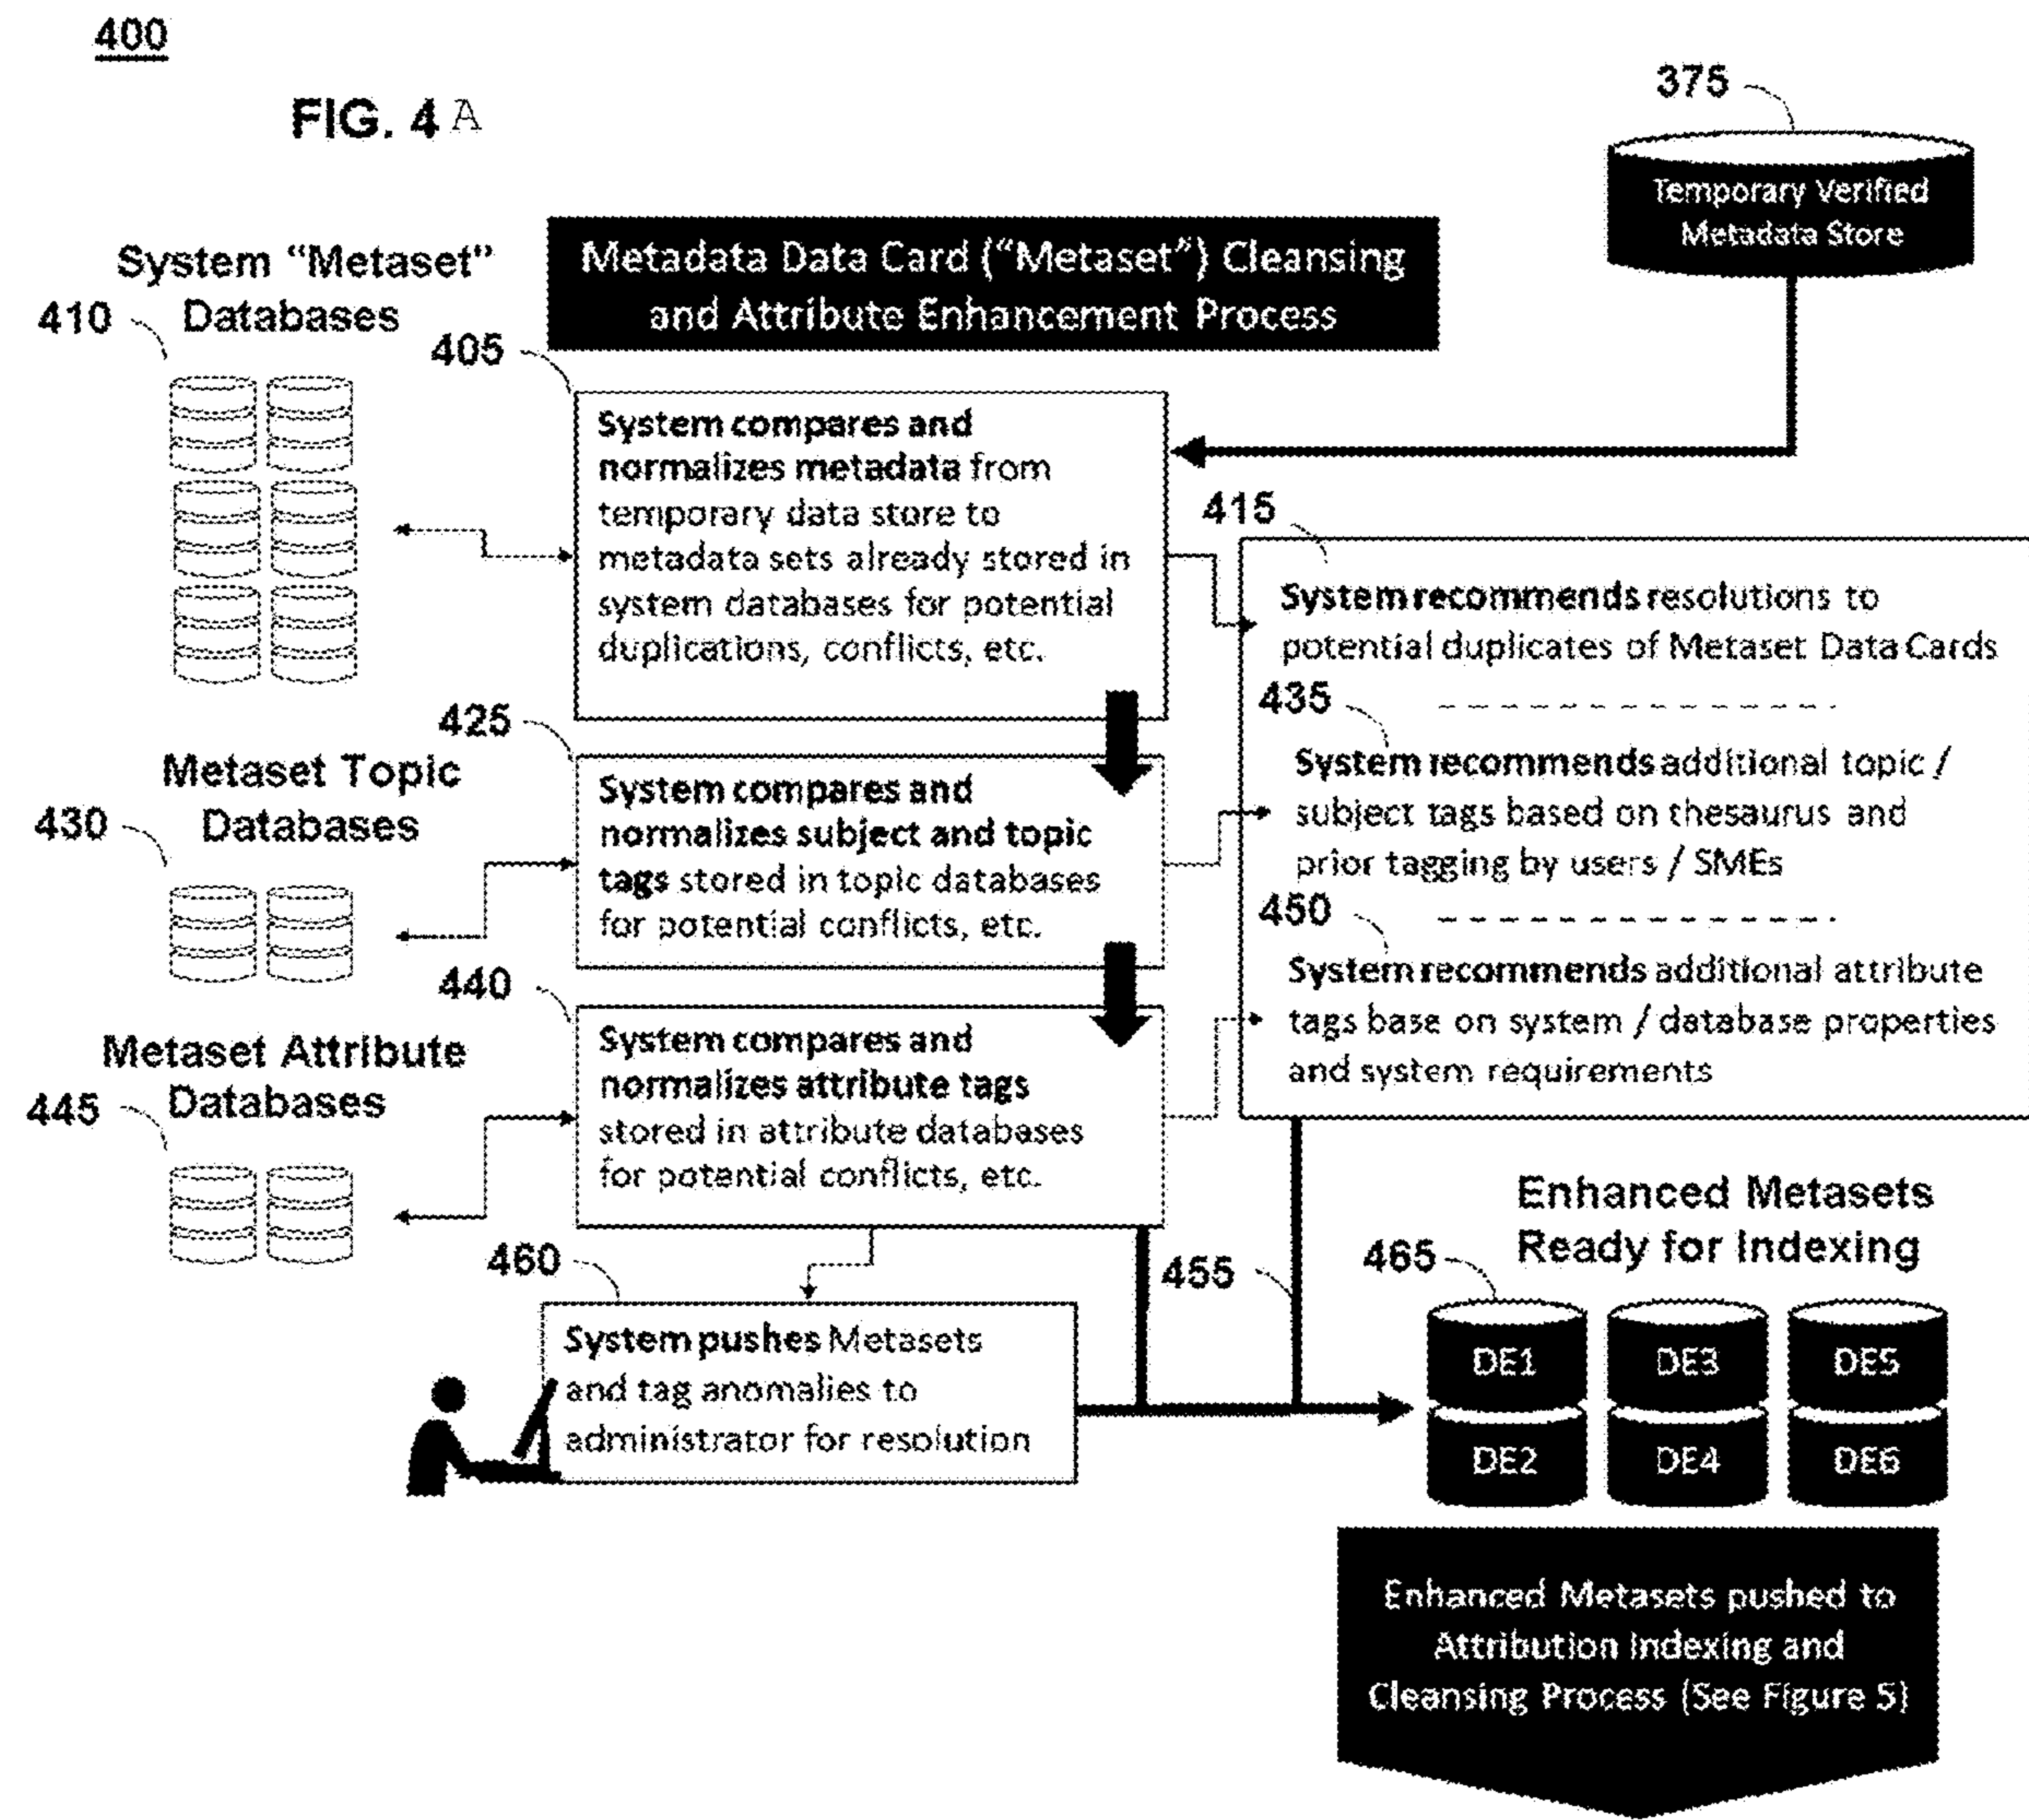 400
FIG. 4 A
375
Temporary Verified
Metadata Store
System “Metaset”
Databases
410
Metadata Data Card (“Metaset”) Cleansing
and Attribute Enhancement Process
405
System compares and
normalizes metadata from
temporary data store to
metadata sets already stored in
system databases for potential
duplications, conflicts, etc.
415
System recommends resolutions to
potential duplicates of Metaset Data Cards
425
Metaset Topic
Databases
430
System compares and
normalizes subject and topic
tags stored in topic databases
for potential conflicts, etc.
435
System recommends additional topic /
subject tags based on thesaurus and
prior tagging by users / SMEs
440
Metaset Attribute
Databases
445
System compares and
normalizes attribute tags
stored in attribute databases
for potential conflicts, etc.
450
System recommends additional attribute
tags base on system / database properties
and system requirements
460
System pushes Metasets
and tag anomalies to
administrator for resolution
455
Enhanced Metasets
Ready for Indexing
465
DE1 DE3 DE5
DE2 DE4 DE6
Enhanced Metasets pushed to
Attribution Indexing and
Cleansing Process (See Figure 5)